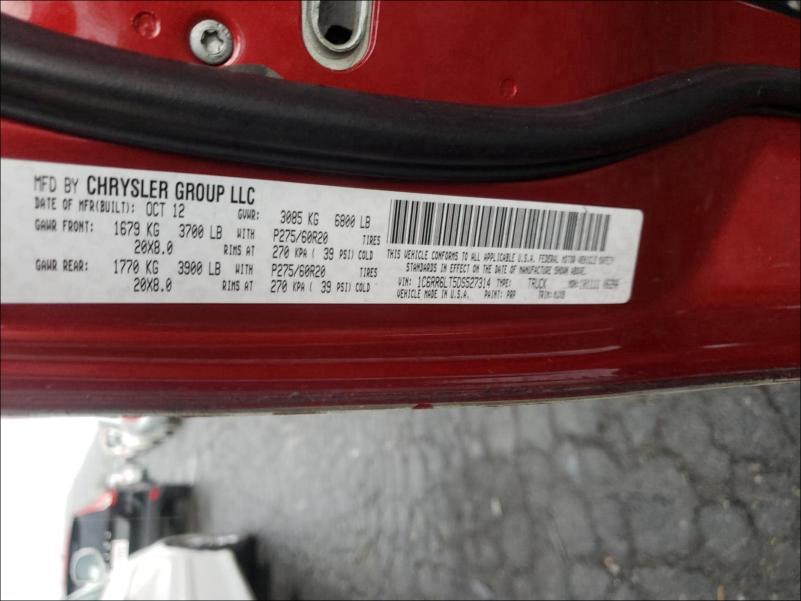 MFD BY CHRYSLER GROUP LLC
DATE OF MFR(BUILT): OCT 12 GVWR: 3085 KG 6800 LB
GAWR FRONT: 1679 KG 3700 LB WITH P275/60R20 TIRES
20X8.0 RIMS AT 270 KPA ( 39 PSI) COLD
GAWR REAR: 1770 KG 3900 LB WITH P275/60R20 TIRES
20X8.0 RIMS AT 270 KPA ( 39 PSI) COLD
THIS VEHICLE CONFORMS TO ALL APPLICABLE U.S.A. FEDERAL MOTOR VEHICLE SAFETY
STANDARDS IN EFFECT ON THE DATE OF MANUFACTURE SHOWN ABOVE.
VIN: 1C6RR6LT5DS527314 TYPE: TRUCK MDH:
VEHICLE MADE IN U.S.A. PAINT: PRP TRIM: